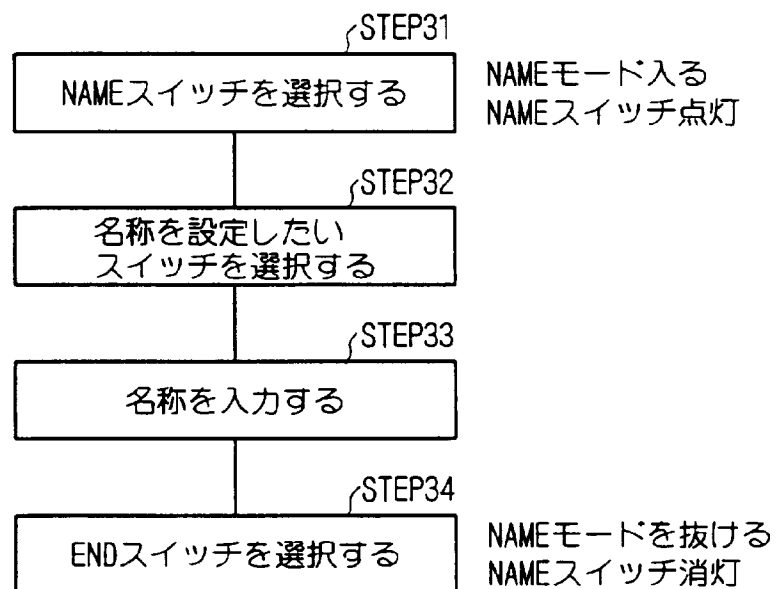 STEP31
NAMEスイッチを選択する
NAMEモード入る
NAMEスイッチ点灯
STEP32
名称を設定したい
スイッチを選択する
STEP33
名称を入力する
STEP34
ENDスイッチを選択する
NAMEモードを抜ける
NAMEスイッチ消灯